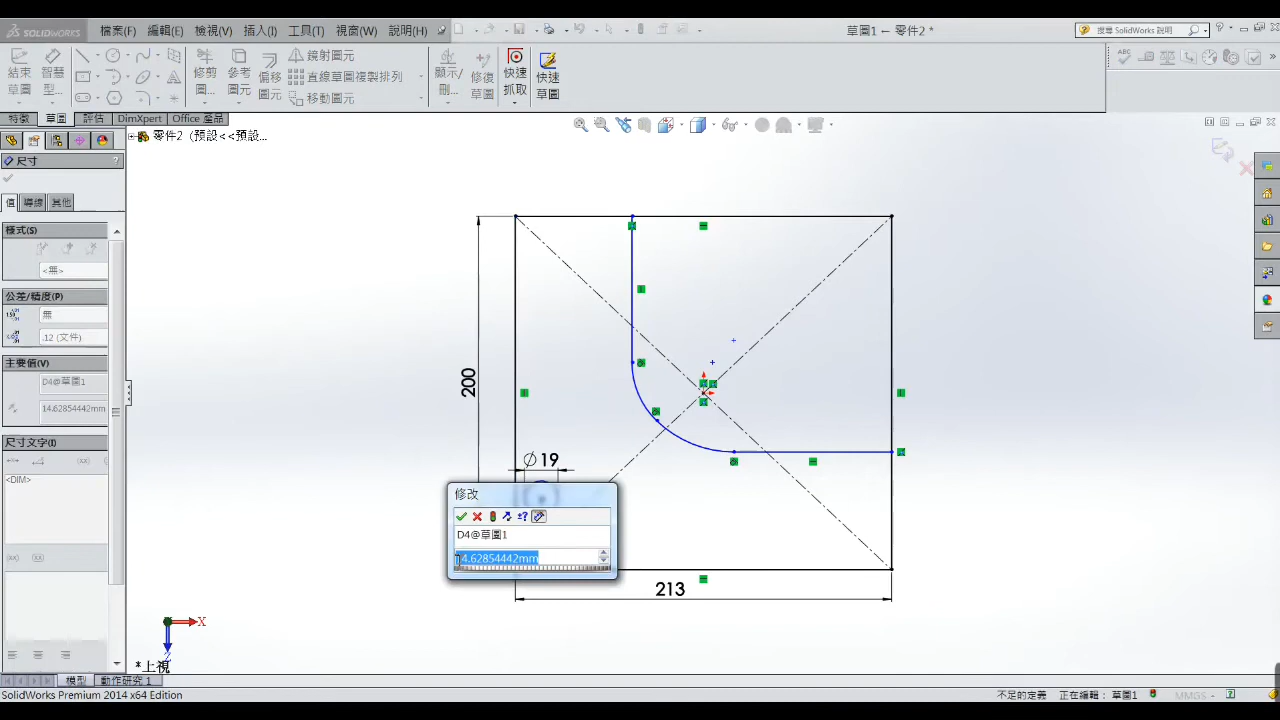 SOLIDWORKS
檔案(F)
編輯(E)
檢視(V)
插入(I)
工具(T)
視窗(W)
說明(H)
草圖1 ← 零件2 *
搜尋 SolidWorks 說明
結束
草圖
智慧
型...
修剪
圖...
參考
圖元
偏移
圖元
鏡射圖元
直線草圖複製排列
移動圖元
顯示/
刪...
修復
草圖
快速
抓取
快速
草圖
特徵
草圖
評估
DimXpert
Office 產品
零件2 (預設<<預設...
尺寸
?
值
導線
其他
樣式(S)
<無>
公差/精度(P)
無
.12 (文件)
主要值(V)
D4@草圖1
14.62854442mm
尺寸文字(I)
<DIM>
200
∅19
修改
D4@草圖1
14.62854442mm
213
X
Z
*上視
模型
動作研究 1
SolidWorks Premium 2014 x64 Edition
不足的定義
正在編輯：草圖1
MMGS